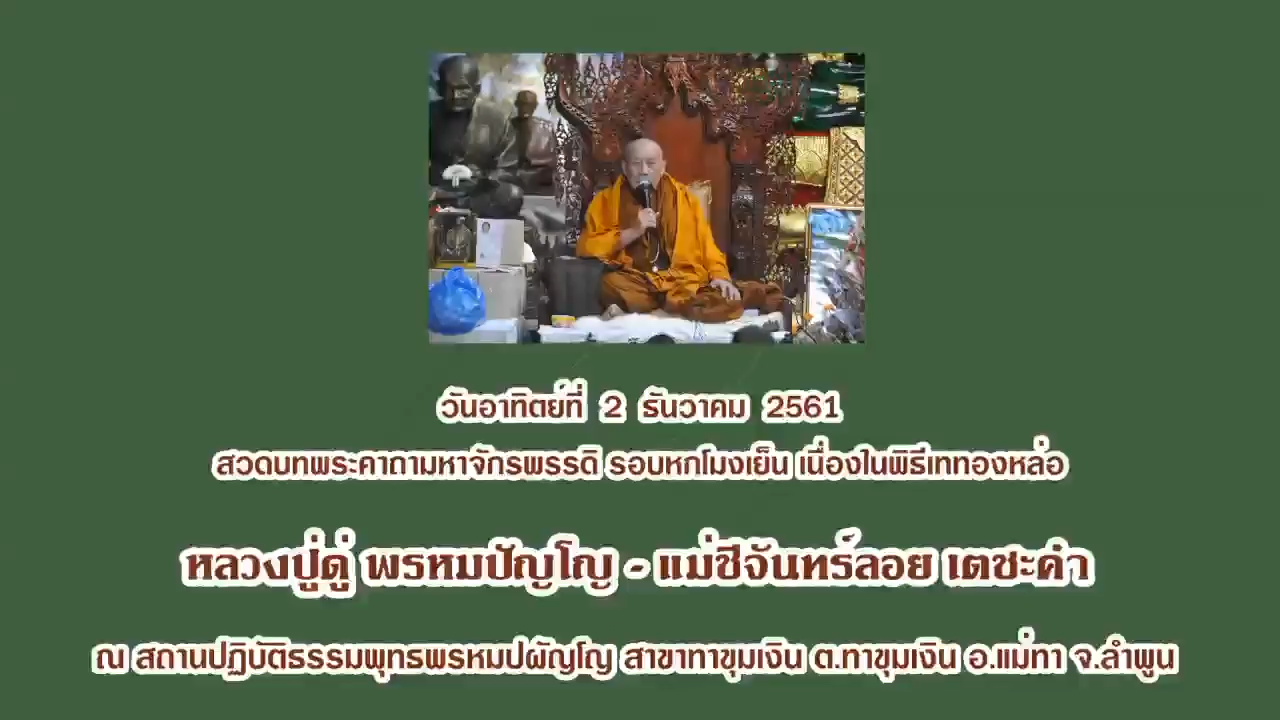 วันอาทิตย์ที่ 2 ธันวาคม 2561
สวดบทพระคาถามหาจักรพรรดิ รอบหกโมงเย็น เนื่องในพิธีเททองหล่อ
หลวงปู่ดู่ พรหมปัญโญ - แม่ชีจันทร์ลอย เตชะคำ
ณ สถานปฏิบัติธรรมพุทธพรหมปผัญโญ สาขาทาขุมเงิน ต.ทาขุมเงิน อ.แม่ทา จ.ลำพูน